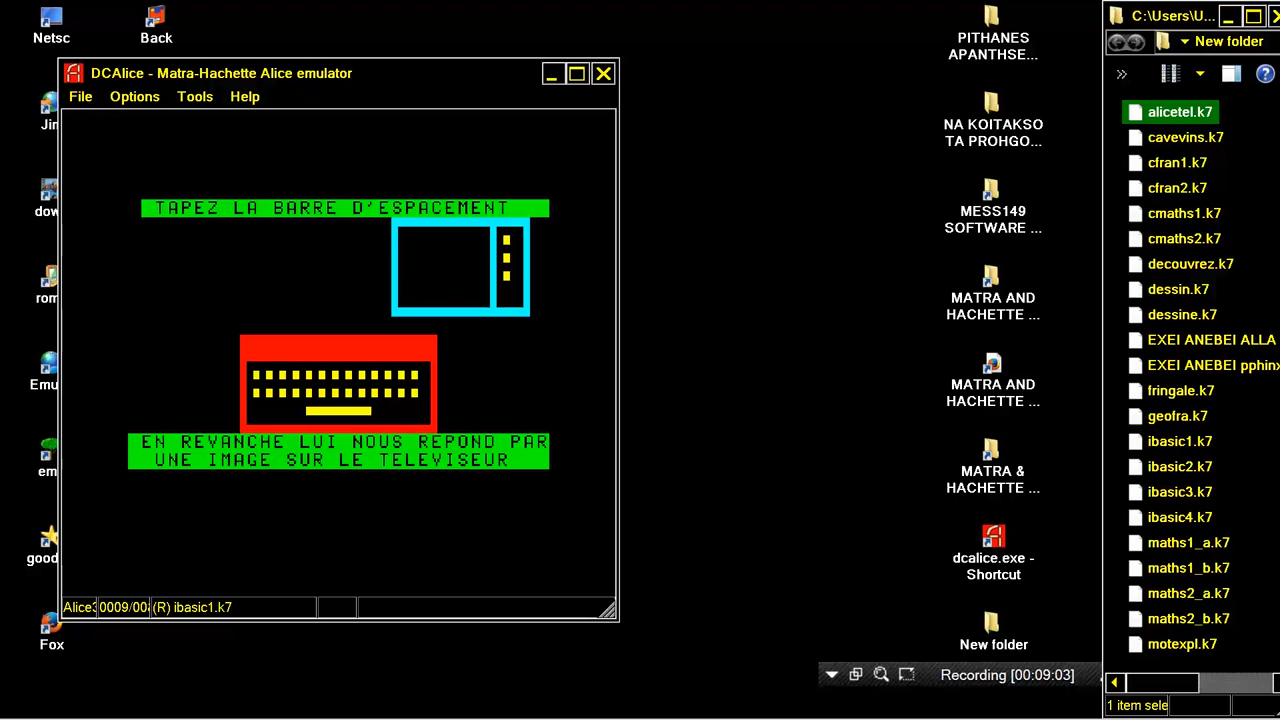 Netsc
Back
DCAlice - Matra-Hachette Alice emulator
File Options Tools Help
TAPEZ LA BARRE D'ESPACEMENT
EN REVANCHE LUI NOUS REPOND PAR
UNE IMAGE SUR LE TELEVISEUR
(R) ibasic1.k7
Jin
dow
rom
Emu
em
good
Fox
PITHANES
APANTHSE...
NA KOITAKSO
TA PROHGO...
MESS149
SOFTWARE ...
MATRA AND
HACHETTE ...
MATRA AND
HACHETTE ...
MATRA &
HACHETTE ...
dcalice.exe -
Shortcut
New folder
Recording [00:09:03]
C:\Users\U...
New folder
alicetel.k7
cavevins.k7
cfran1.k7
cfran2.k7
cmaths1.k7
cmaths2.k7
decouvrez.k7
dessin.k7
dessine.k7
EXEI ANEBEI ALLA
EXEI ANEBEI pphinx
fringale.k7
geofra.k7
ibasic1.k7
ibasic2.k7
ibasic3.k7
ibasic4.k7
maths1_a.k7
maths1_b.k7
maths2_a.k7
maths2_b.k7
motexpl.k7
1 item sele